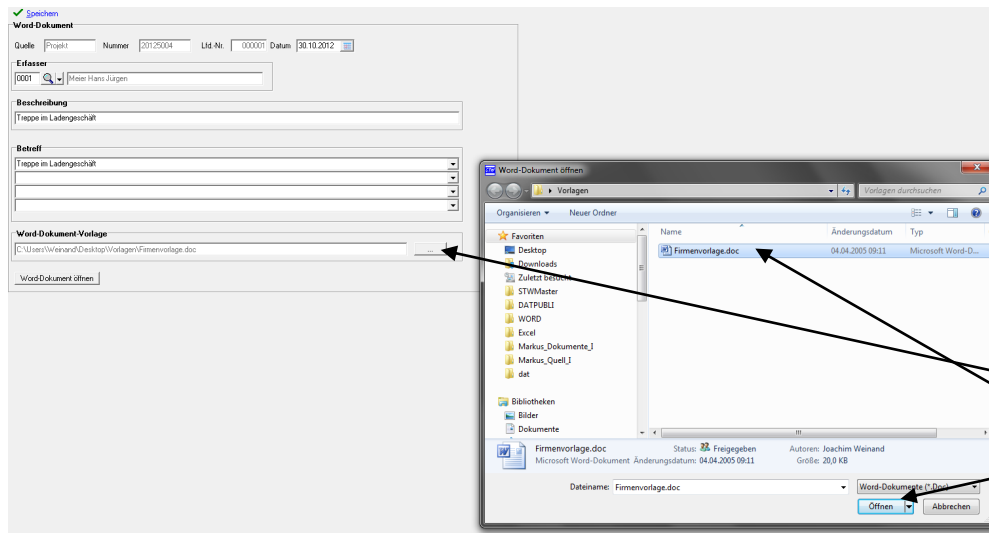 Speichern
Word-Dokument
Quelle Projekt Nummer 20125004 Lfd.-Nr. 000001 Datum 30.10.2012
Erfasser
0001 Meier Hans Jürgen
Beschreibung
Treppe im Ladengeschäft
Betreff
Treppe im Ladengeschäft
Word-Dokument-Vorlage
C:\Users\Weinand\Desktop\Vorlagen\Firmenvorlage.doc ...
Word-Dokument öffnen
Word-Dokument öffnen
Vorlagen Vorlagen durchsuchen
Organisieren Neuer Ordner
Favoriten
Desktop
Downloads
Zuletzt besucht
STWMaster
DATPUBLI
WORD
Excel
Markus_Dokumente_I
Markus_Quell_I
dat
Bibliotheken
Bilder
Dokumente
Name Änderungsdatum Typ
Firmenvorlage.doc 04.04.2005 09:11 Microsoft Word-D...
Firmenvorlage.doc Status: Freigegeben Autoren: Joachim Weinand
Microsoft Word-Dokument Änderungsdatum: 04.04.2005 09:11 Größe: 20,0 KB
Dateiname: Firmenvorlage.doc Word-Dokumente (*.Doc)
Öffnen Abbrechen